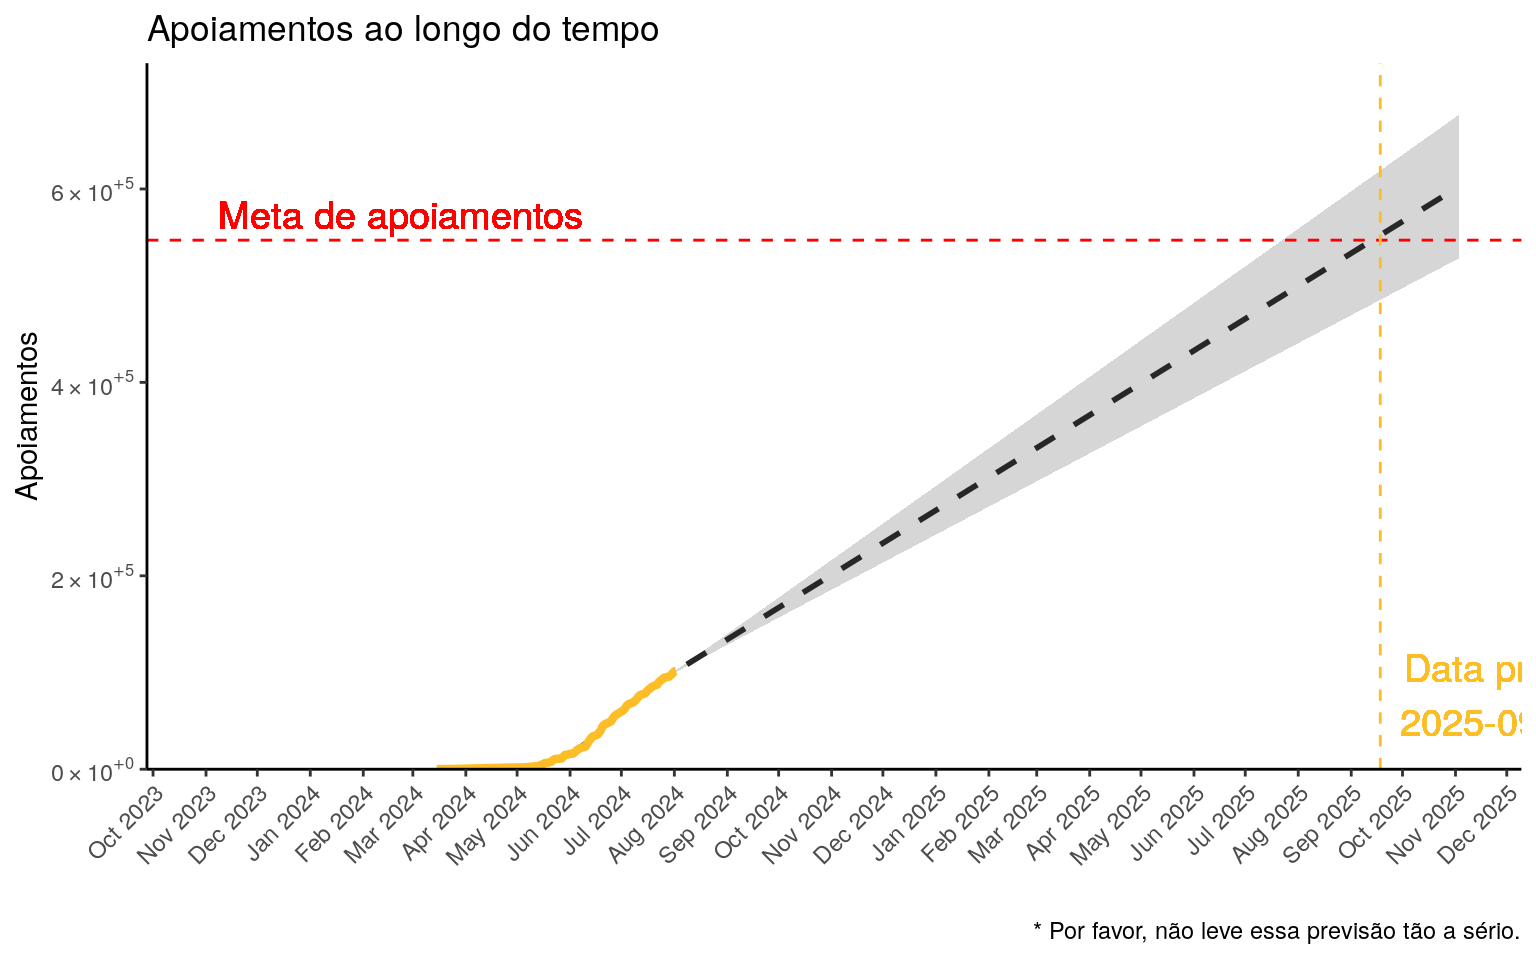 Apoiamentos ao longo do tempo
6 × 10+5
Meta de apoiamentos
4 × 10+5
Apoiamentos
2 × 10+5
Data
2025-
0 × 10+0
Oct 2023
Nov 2023
Dec 2023
Jan 2024
Feb 2024
Mar 2024
Apr 2024
May 2024
Jun 2024
Jul 2024
Aug 2024
Sep 2024
Oct 2024
Nov 2024
Dec 2024
Jan 2025
Feb 2025
Mar 2025
Apr 2025
May 2025
Jun 2025
Jul 2025
Aug 2025
Sep 2025
Oct 2025
Nov 2025
Dec 2025
* Por favor, não leve essa previsão tão a sério.